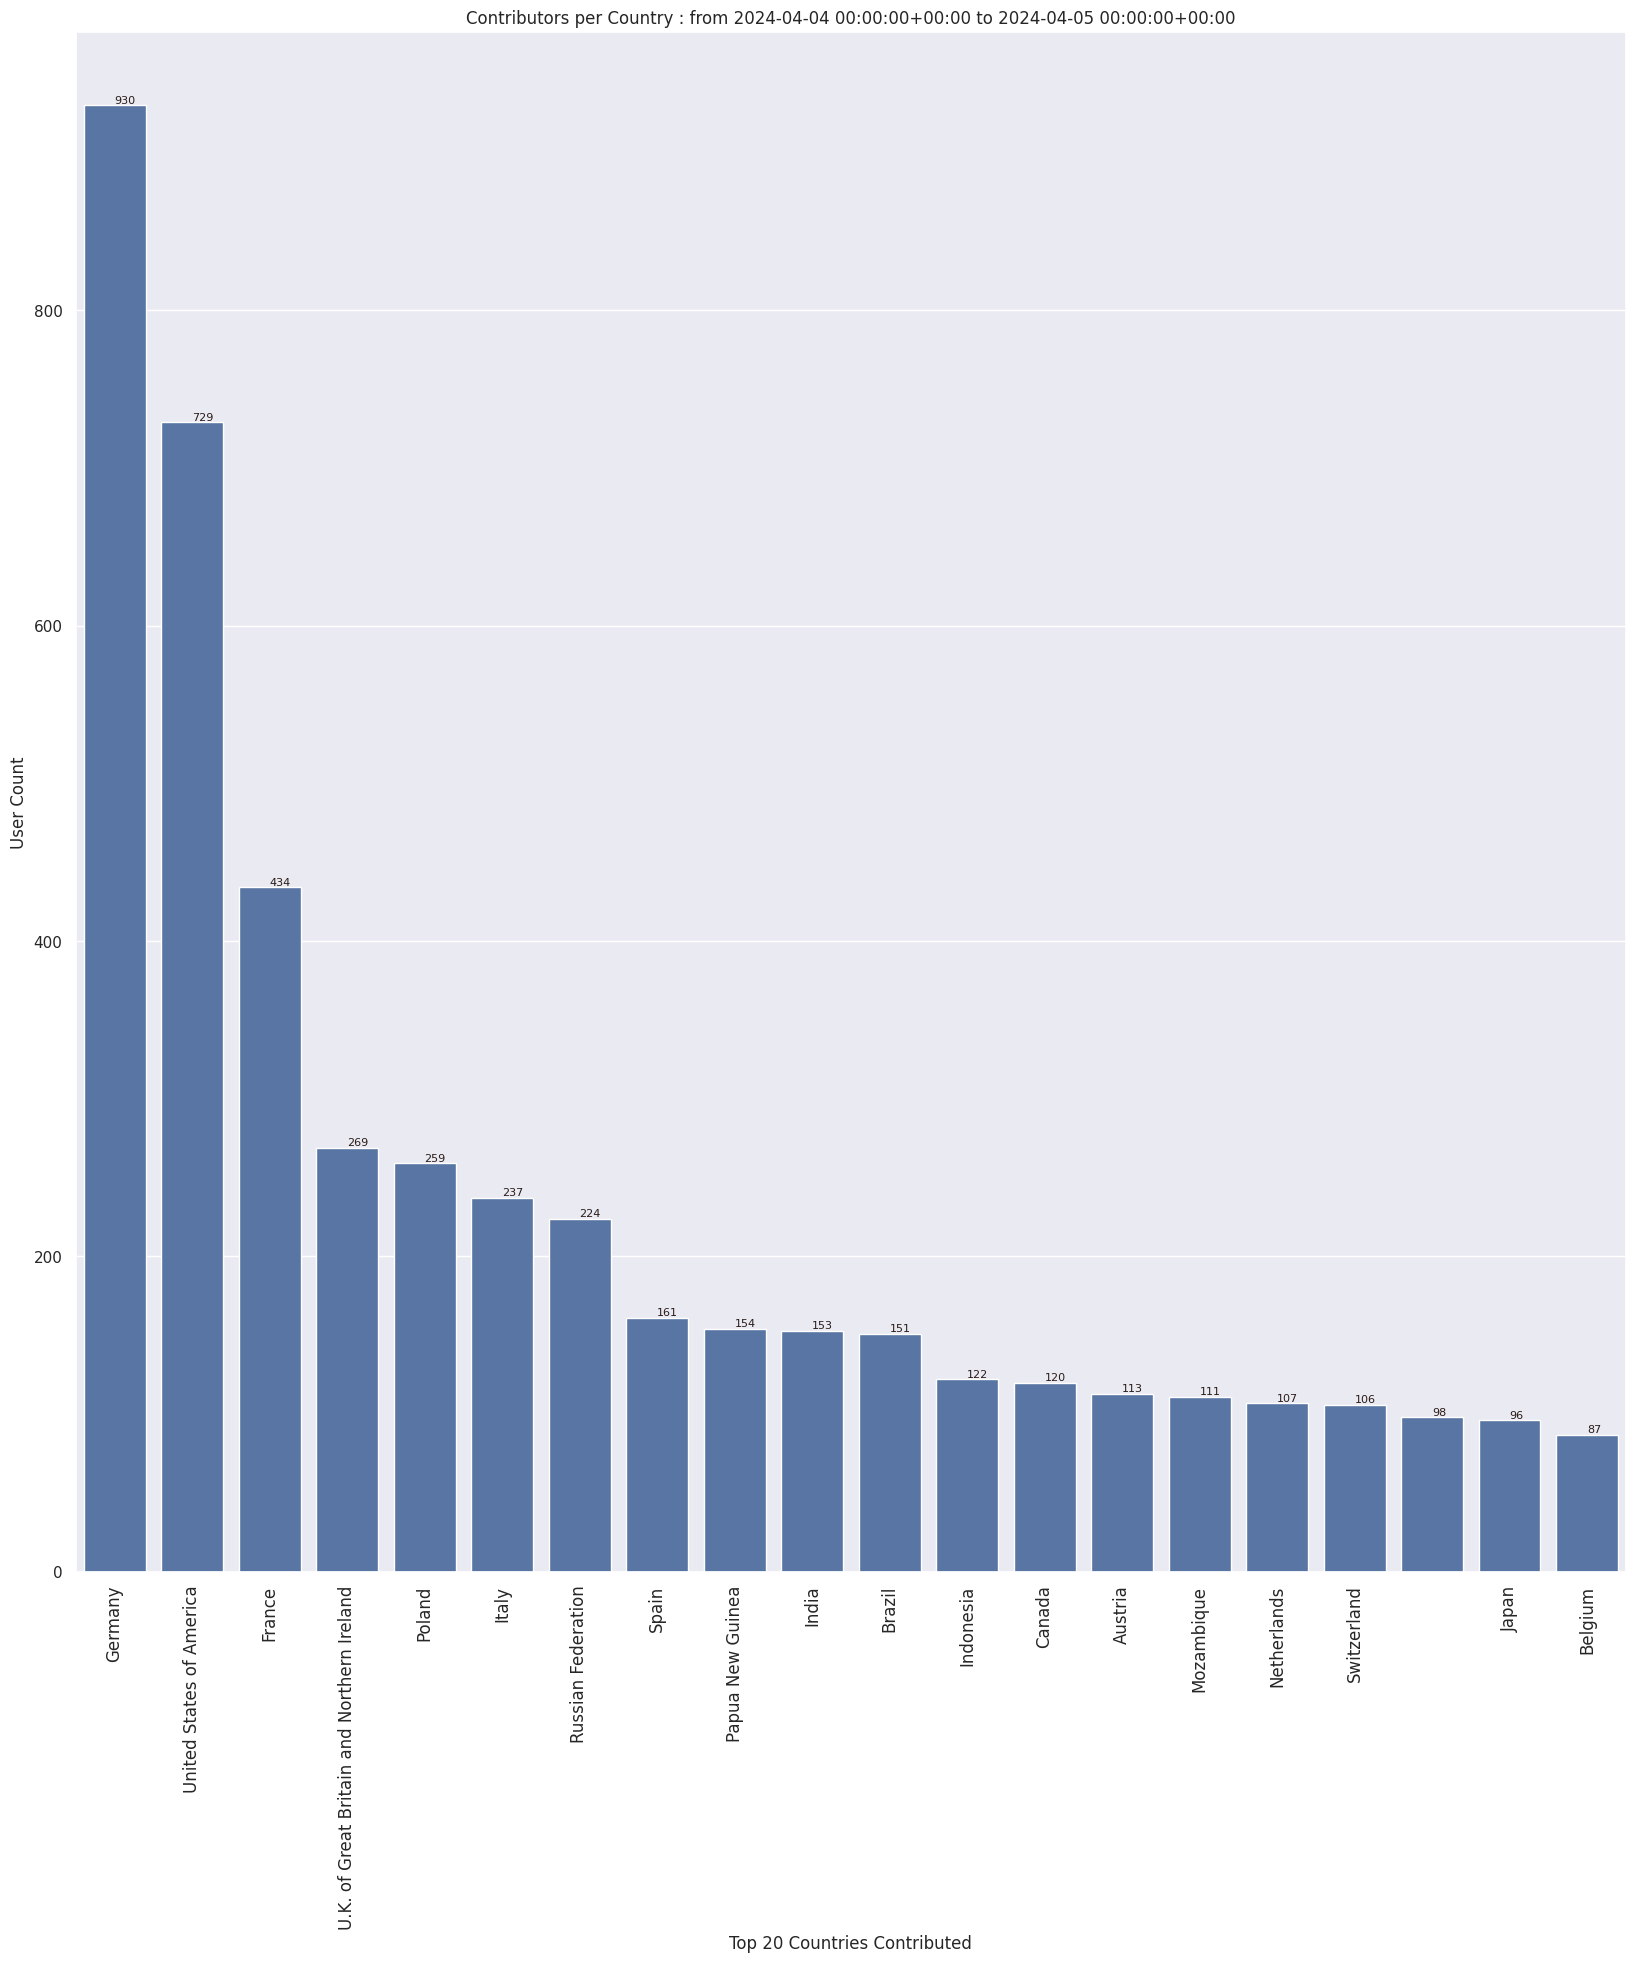 Contributors per Country : from 2024-04-04 00:00:00+00:00 to 2024-04-05 00:00:00+00:00
User Count
800
600
400
200
0
930
729
434
269
259
237
224
161
154
153
151
122
120
113
111
107
106
98
96
87
Germany
United States of America
France
U.K. of Great Britain and Northern Ireland
Poland
Italy
Russian Federation
Spain
Papua New Guinea
India
Brazil
Indonesia
Canada
Austria
Mozambique
Netherlands
Switzerland
Japan
Belgium
Top 20 Countries Contributed